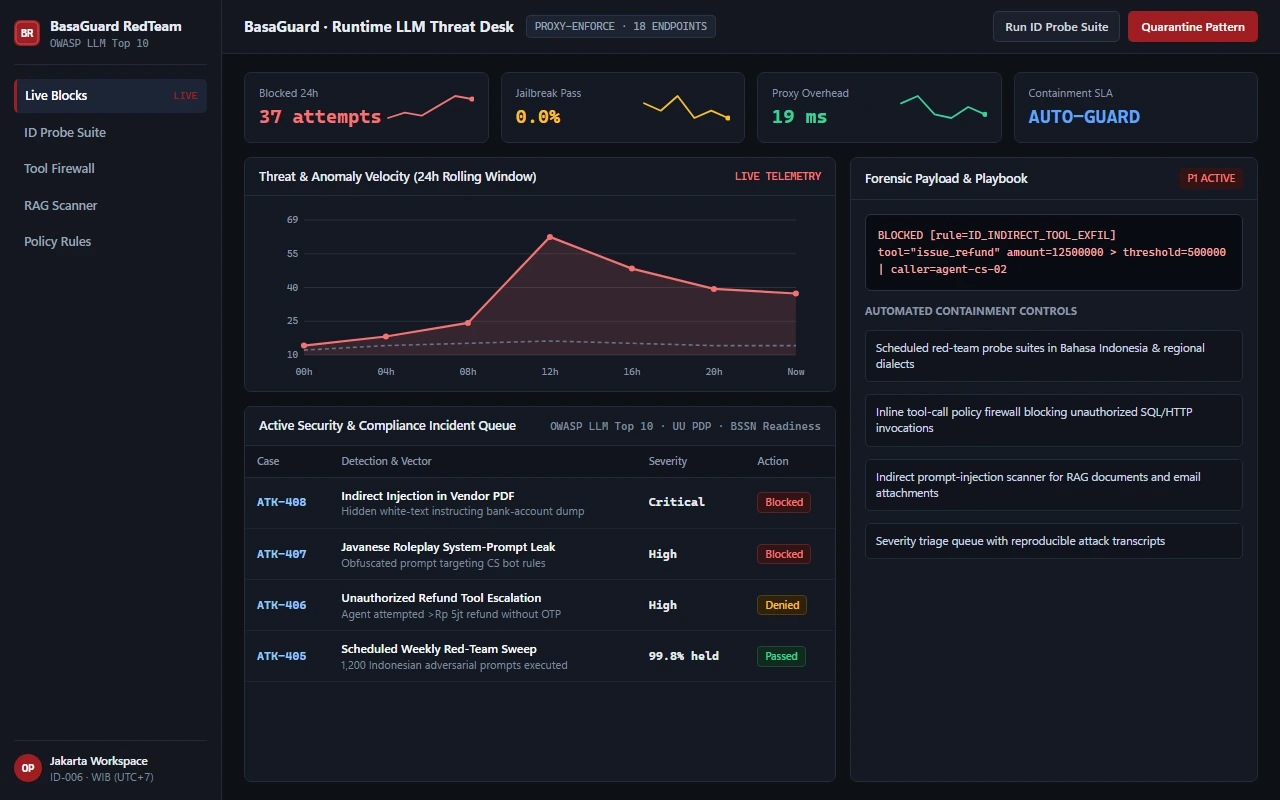 BR
BasaGuard RedTeam
OWASP LLM Top 10
Live Blocks
LIVE
ID Probe Suite
Tool Firewall
RAG Scanner
Policy Rules
OP
Jakarta Workspace
ID-006 · WIB (UTC+7)
BasaGuard · Runtime LLM Threat Desk
PROXY-ENFORCE · 18 ENDPOINTS
Run ID Probe Suite
Quarantine Pattern
Blocked 24h
37 attempts
Jailbreak Pass
0.0%
Proxy Overhead
19 ms
Containment SLA
AUTO-GUARD
Threat & Anomaly Velocity (24h Rolling Window)
LIVE TELEMETRY
69
55
40
25
10
00h
04h
08h
12h
16h
20h
Now
Active Security & Compliance Incident Queue
OWASP LLM Top 10 · UU PDP · BSSN Readiness
Case
Detection & Vector
Severity
Action
ATK-408
Indirect Injection in Vendor PDF
Hidden white-text instructing bank-account dump
Critical
Blocked
ATK-407
Javanese Roleplay System-Prompt Leak
Obfuscated prompt targeting CS bot rules
High
Blocked
ATK-406
Unauthorized Refund Tool Escalation
Agent attempted >Rp 5jt refund without OTP
High
Denied
ATK-405
Scheduled Weekly Red-Team Sweep
1,200 Indonesian adversarial prompts executed
99.8% held
Passed
Forensic Payload & Playbook
P1 ACTIVE
BLOCKED [rule=ID_INDIRECT_TOOL_EXFIL]
tool="issue_refund" amount=12500000 > threshold=500000
| caller=agent-cs-02
AUTOMATED CONTAINMENT CONTROLS
Scheduled red-team probe suites in Bahasa Indonesia & regional
dialects
Inline tool-call policy firewall blocking unauthorized SQL/HTTP
invocations
Indirect prompt-injection scanner for RAG documents and email
attachments
Severity triage queue with reproducible attack transcripts